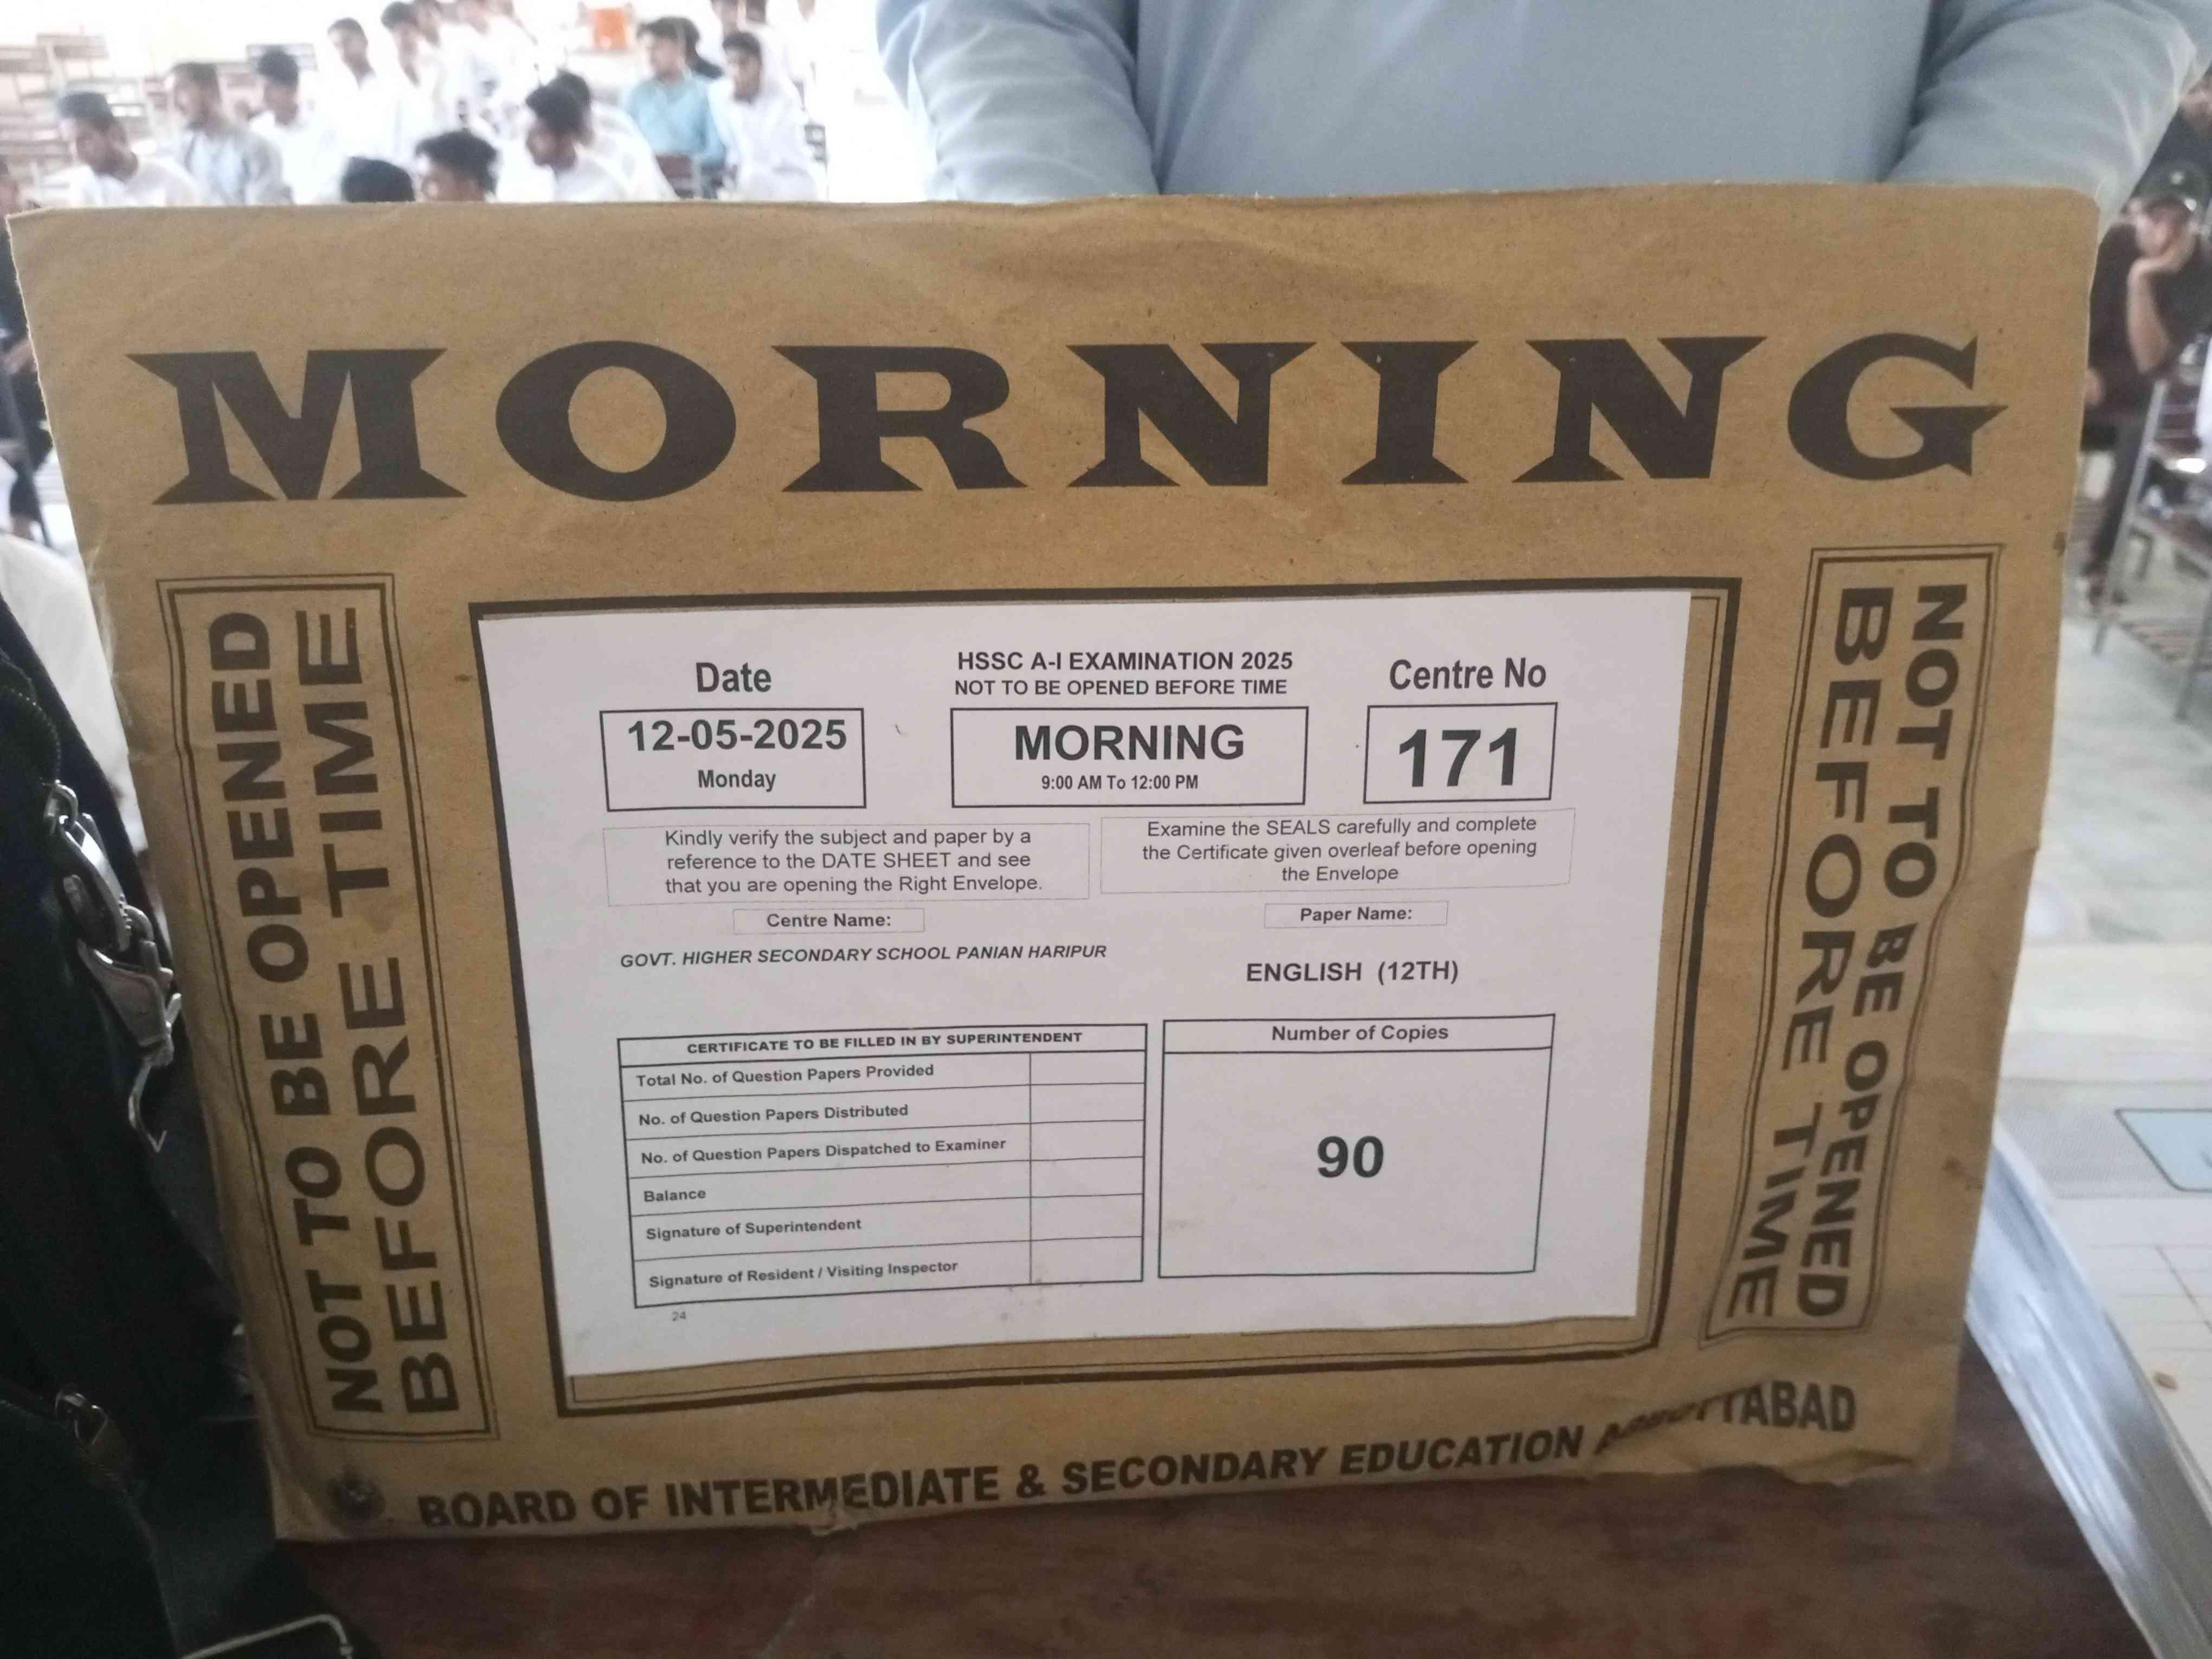 MORNING
NOT TO BE OPENED
BEFORE TIME
Date
12-05-2025
Monday
HSSC A-I EXAMINATION 2025
NOT TO BE OPENED BEFORE TIME
MORNING
9:00 AM To 12:00 PM
Centre No
171
Kindly verify the subject and paper by a
reference to the DATE SHEET and see
that you are opening the Right Envelope.
Examine the SEALS carefully and complete
the Certificate given overleaf before opening
the Envelope
Centre Name:
GOVT. HIGHER SECONDARY SCHOOL PANIAN HARIPUR
Paper Name:
ENGLISH (12TH)
CERTIFICATE TO BE FILLED IN BY SUPERINTENDENT
Total No. of Question Papers Provided
No. of Question Papers Distributed
No. of Question Papers Dispatched to Examiner
Balance
Signature of Superintendent
Signature of Resident / Visiting Inspector
Number of Copies
90
24
NOT TO BE OPENED
BEFORE TIME
BOARD OF INTERMEDIATE & SECONDARY EDUCATION ABBOTTABAD